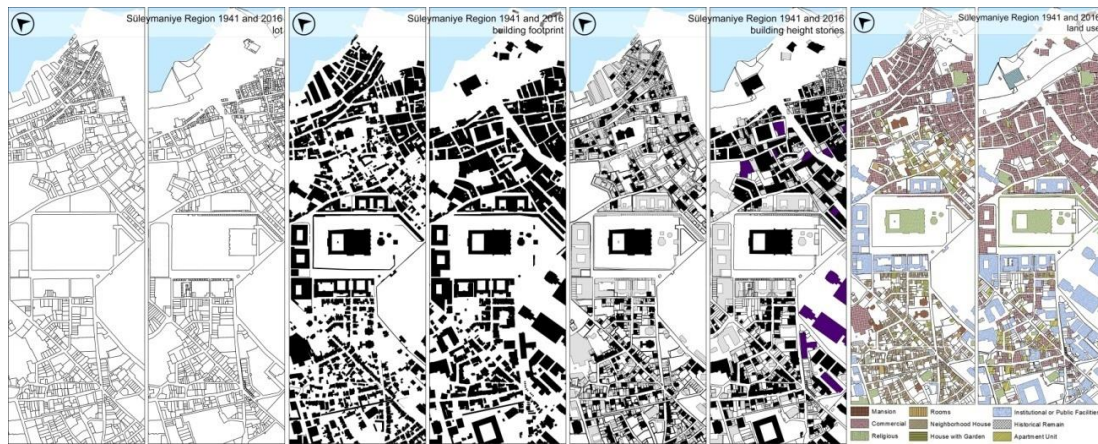 Süleymaniye Region 1941 and 2016
lot
Süleymaniye Region 1941 and 2016
building footprint
Süleymaniye Region 1941 and 2016
building height stories
Süleymaniye Region 1941 and 2016
land use
Mansion
Commercial
Religious
Rooms
Neighborhood House
House with Garden
Institutional or Public Facilities
Historical Remain
Apartment Unit